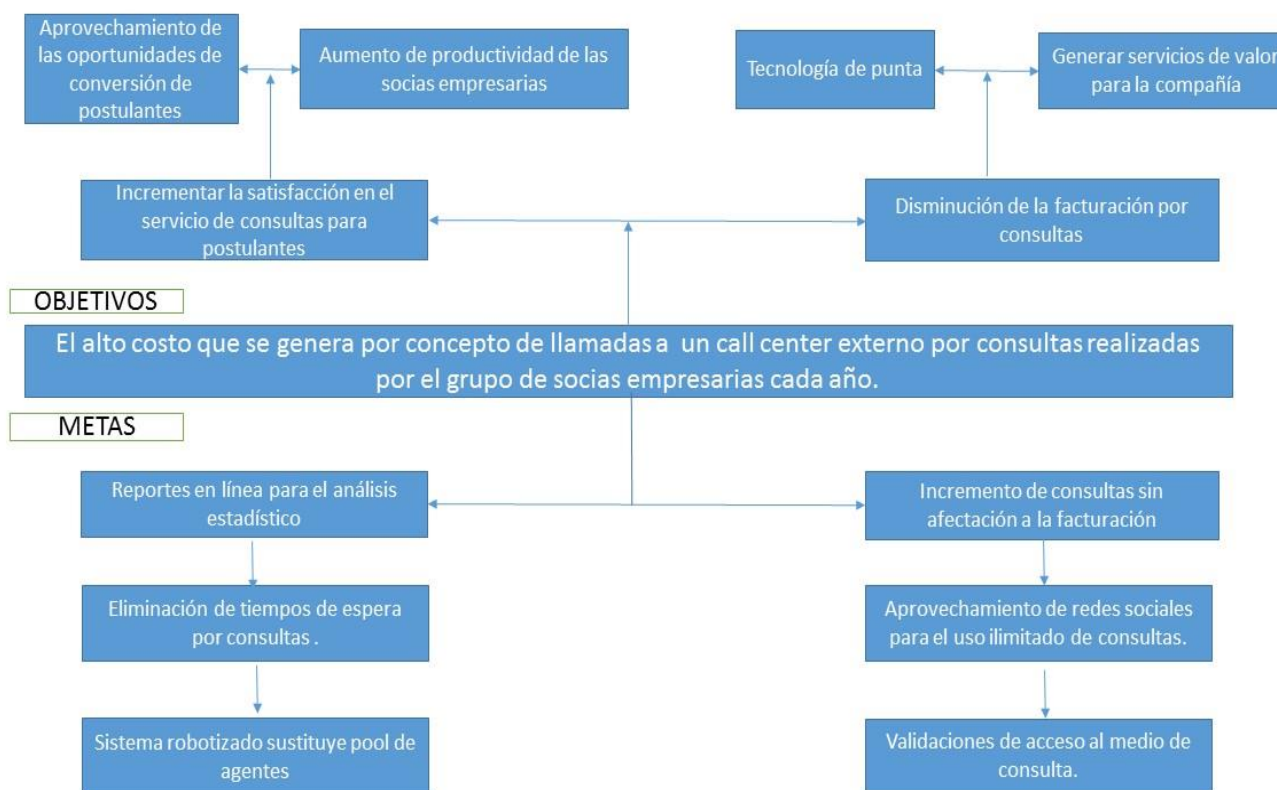 Aprovechamiento de
las oportunidades de
conversión de
postulantes
Aumento de productividad de las
socias empresarias
Tecnología de punta
Generar servicios de valor
para la compañía
Incrementar la satisfacción en el
servicio de consultas para
postulantes
Disminución de la facturación por
consultas
OBJETIVOS
El alto costo que se genera por concepto de llamadas a un call center externo por consultas realizadas
por el grupo de socias empresarias cada año.
METAS
Reportes en línea para el análisis
estadístico
Incremento de consultas sin
afectación a la facturación
Eliminación de tiempos de espera
por consultas .
Aprovechamiento de redes sociales
para el uso ilimitado de consultas.
Sistema robotizado sustituye pool de
agentes
Validaciones de acceso al medio de
consulta.